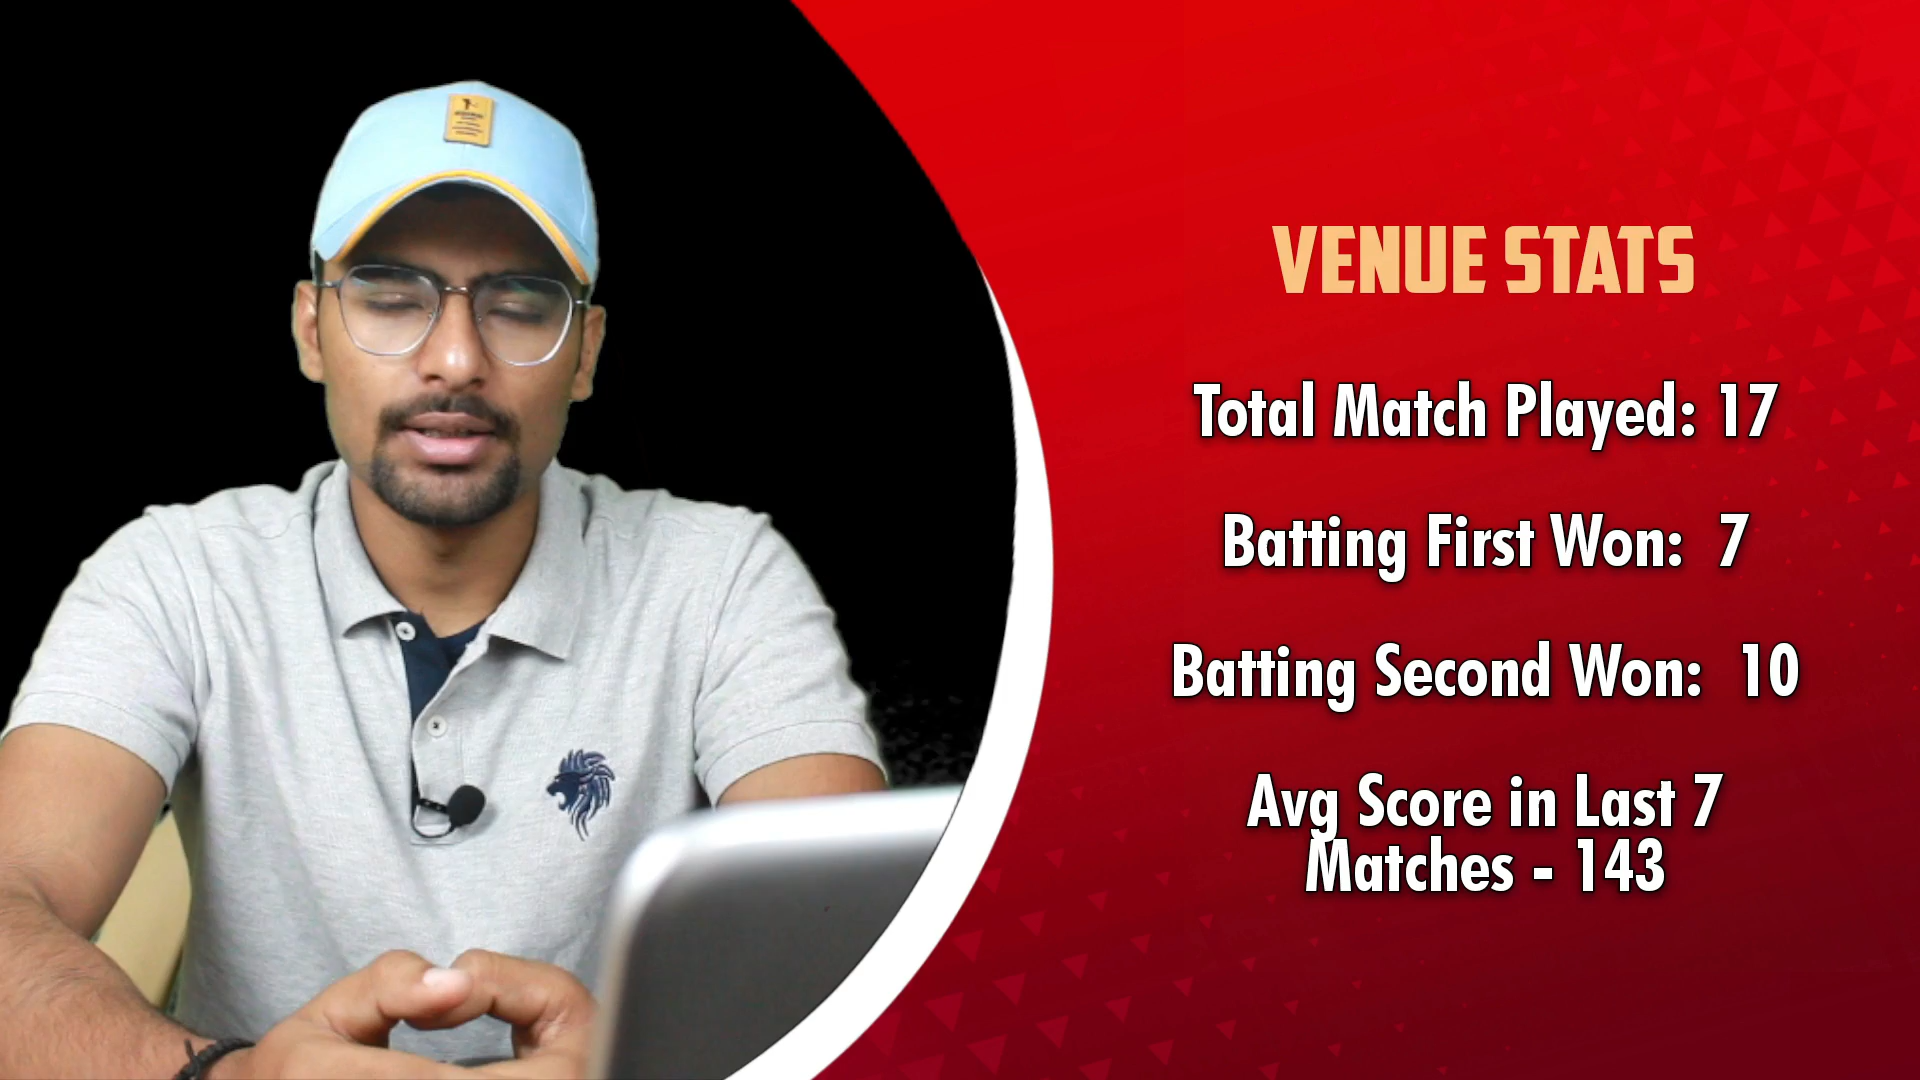 VENUE STATS
Total Match Played: 17
Batting First Won: 7
Batting Second Won: 10
Avg Score in Last 7
Matches - 143